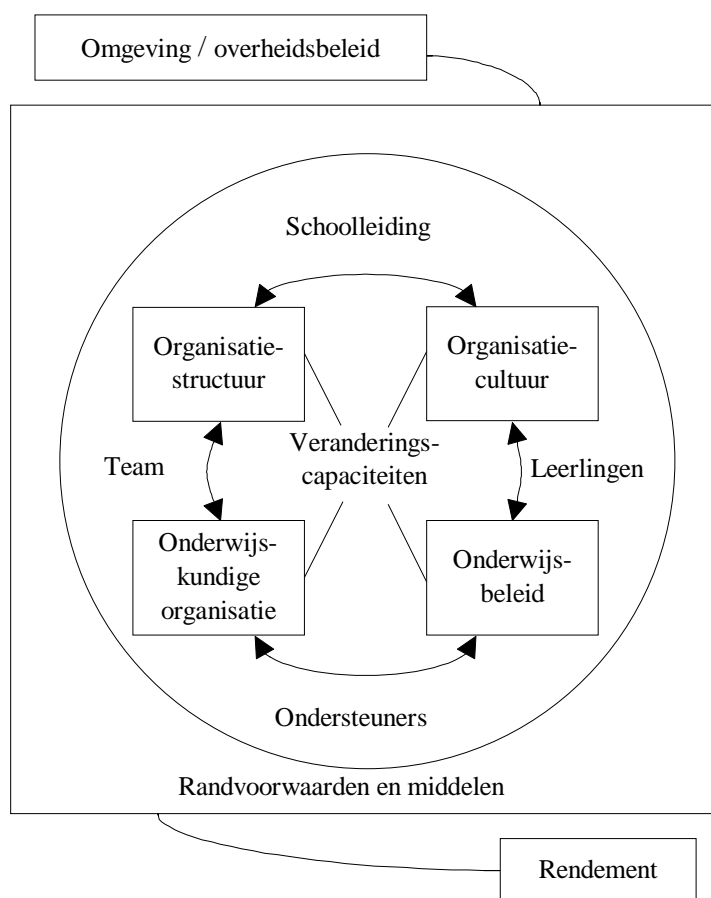 Omgeving / overheidsbeleid
Schoolleiding
Organisatie-
structuur
Organisatie-
cultuur
Team
Veranderings-
capaciteiten
Leerlingen
Onderwijs-
kundige
organisatie
Onderwijs-
beleid
Ondersteuners
Randvoorwaarden en middelen
Rendement